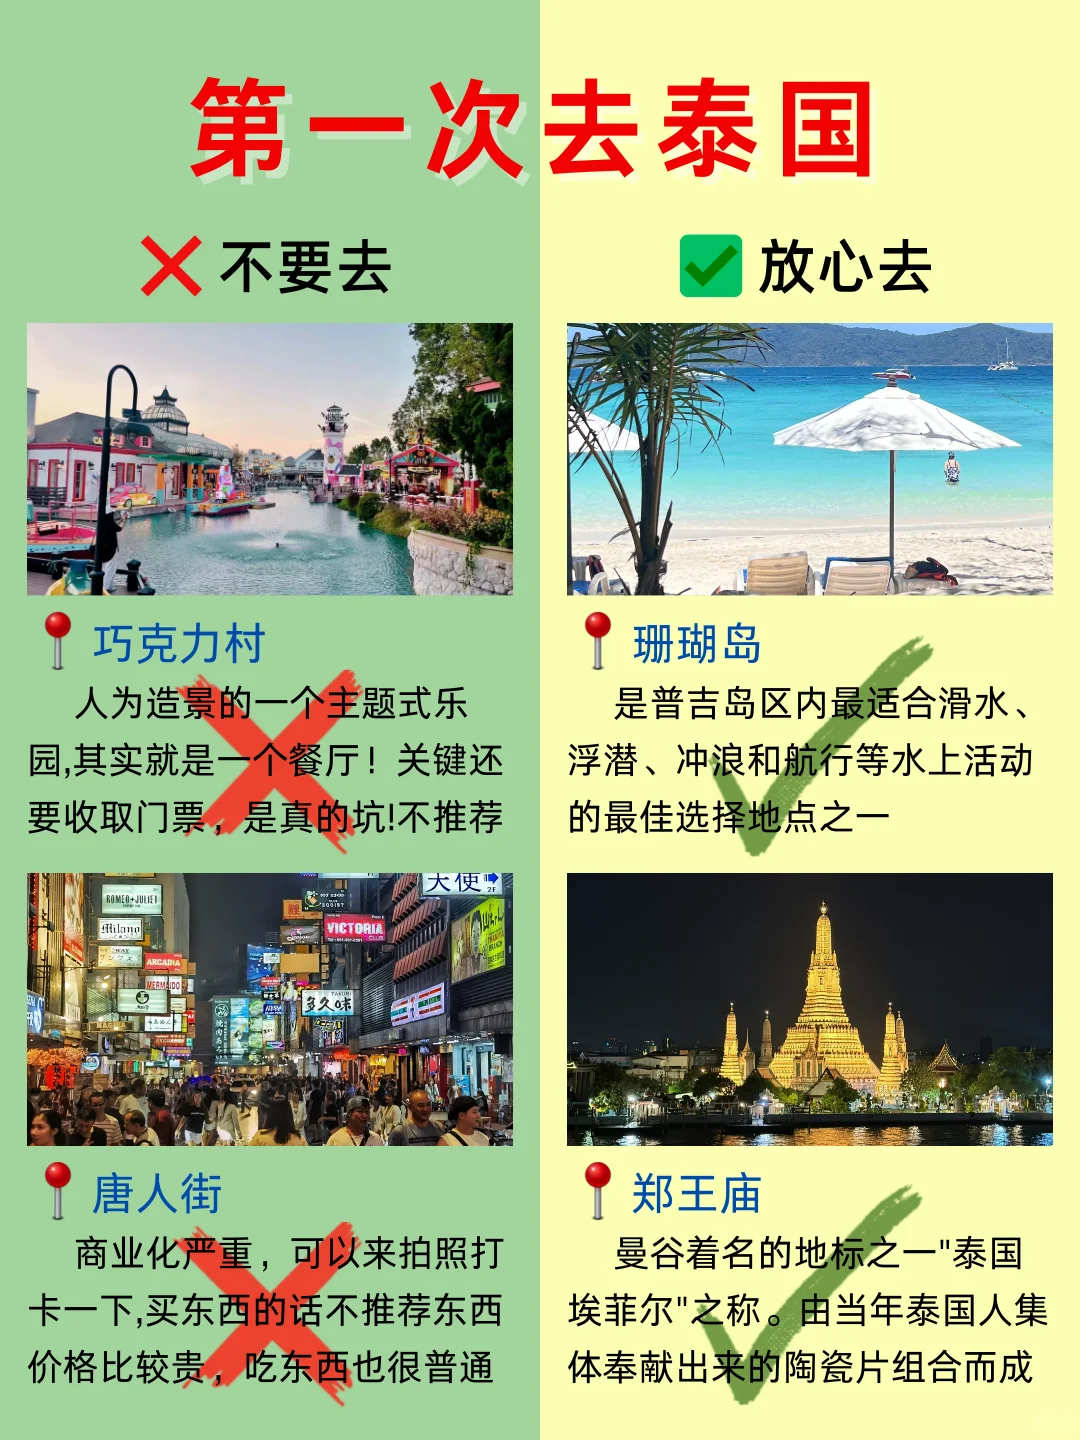 第一次去泰国
不要去
放心去
巧克力村
人为造景的一个主题式乐
园,其实就是一个餐厅！关键还
要收取门票，是真的坑!不推荐
珊瑚岛
是普吉岛区内最适合滑水、
浮潜、冲浪和航行等水上活动
的最佳选择地点之一
ROMEO+JULIET
Milano
ARCADIA
MERMAID
VICTORIA
CLUB
天使
2F
多久味
唐人街
商业化严重，可以来拍照打
卡一下,买东西的话不推荐东西
价格比较贵，吃东西也很普通
郑王庙
曼谷着名的地标之一"泰国
埃菲尔"之称。由当年泰国人集
体奉献出来的陶瓷片组合而成